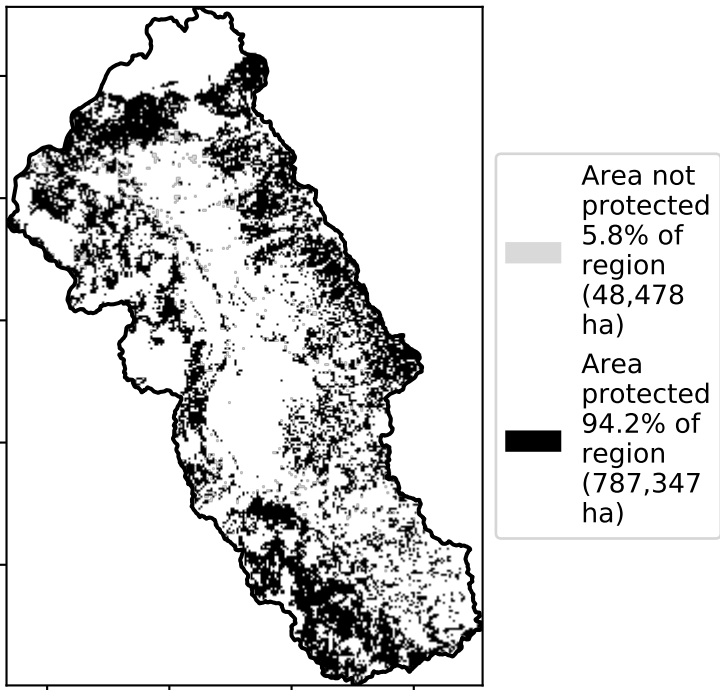 Area not
protected
5.8% of
region
(48,478
ha)
Area
protected
94.2% of
region
(787,347
ha)